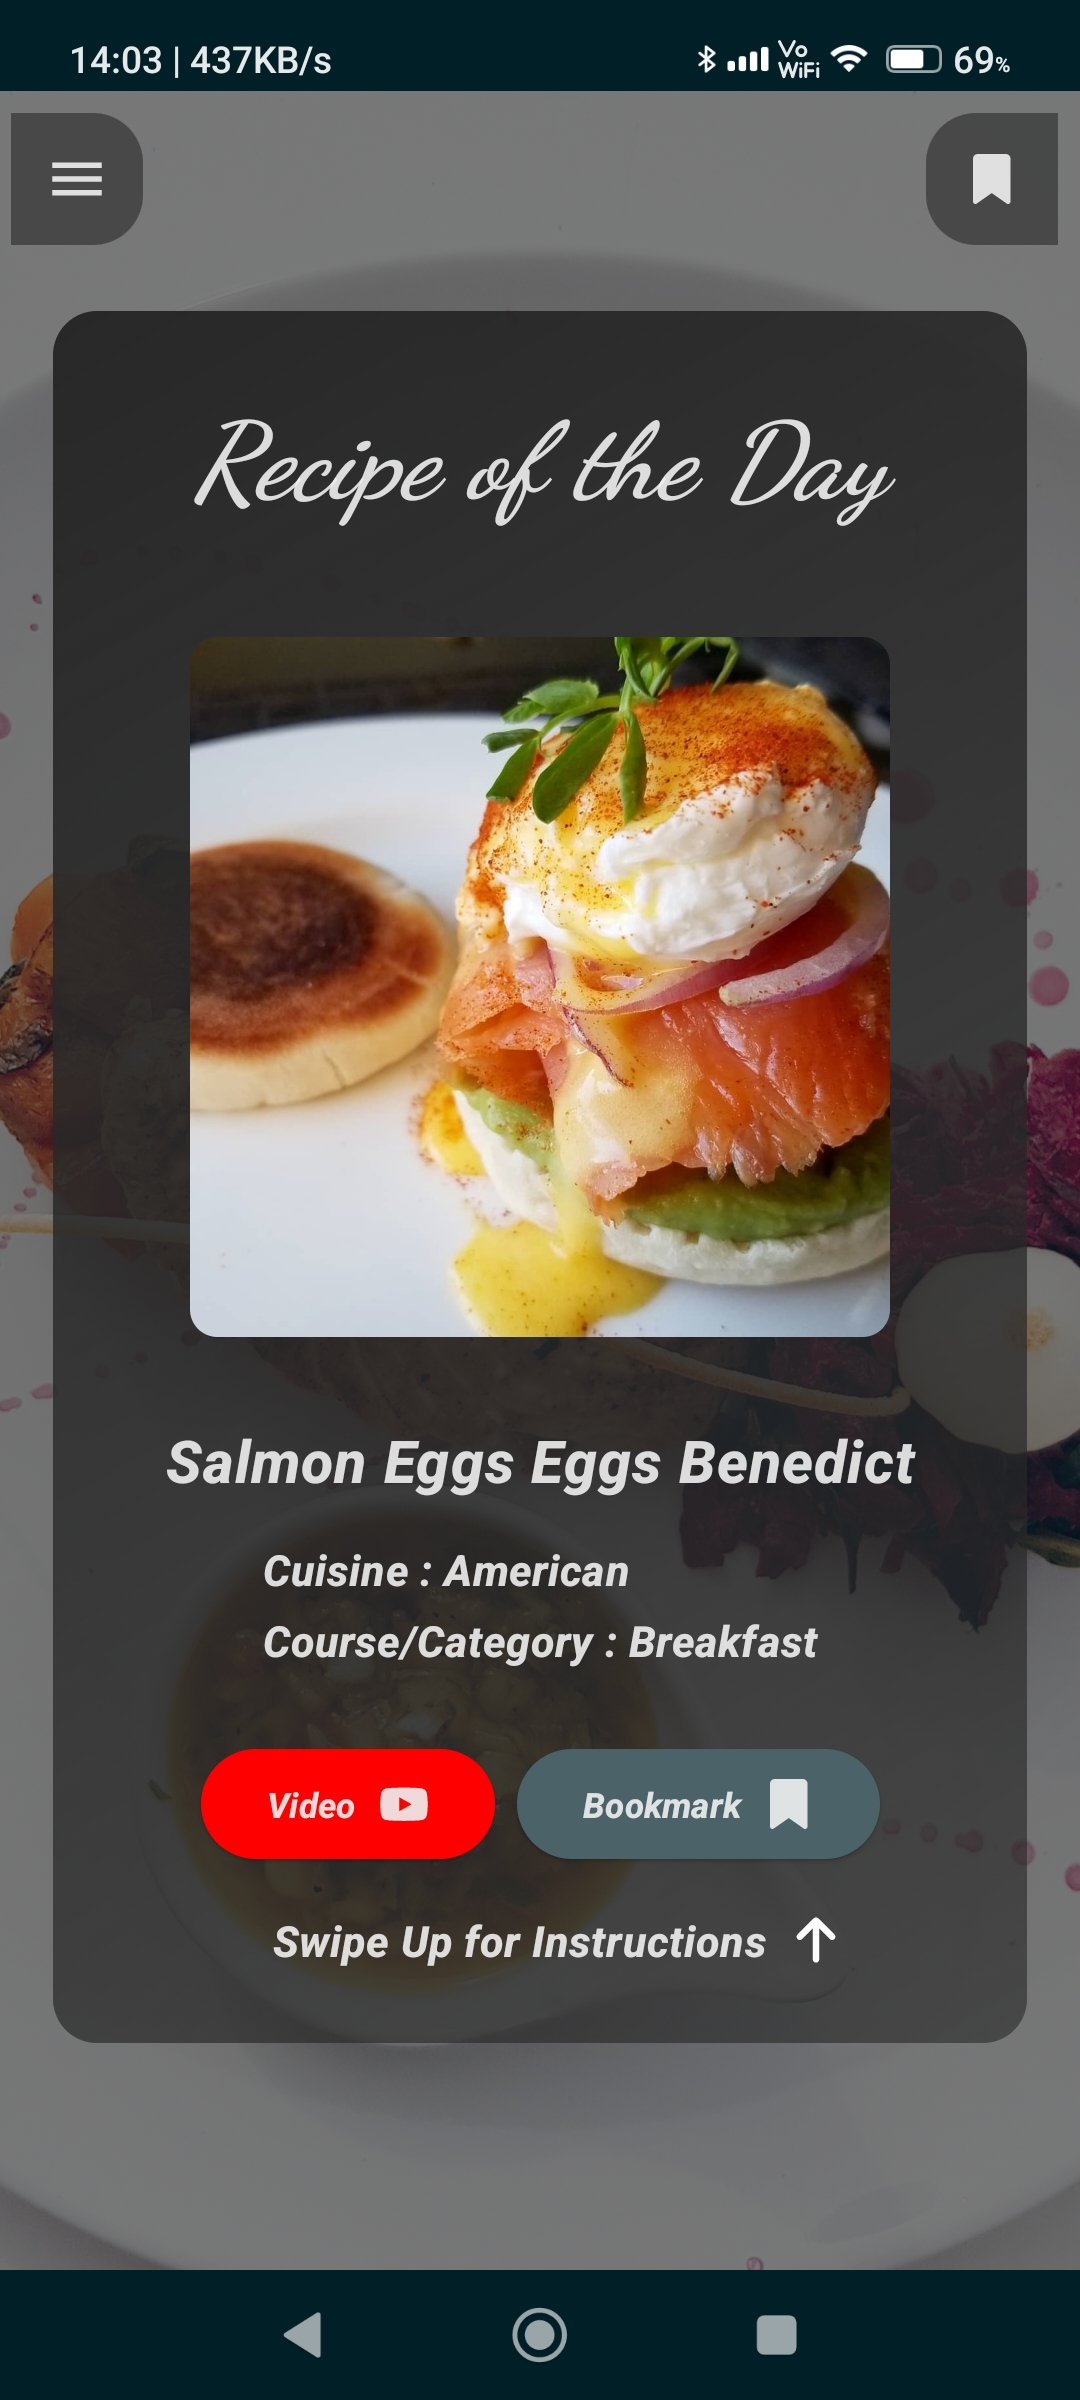 14:03 | 437KB/s
Vo
WiFi
69%
Recipe of the Day
Salmon Eggs Eggs Benedict
Cuisine : American
Course/Category : Breakfast
Video
Bookmark
Swipe Up for Instructions